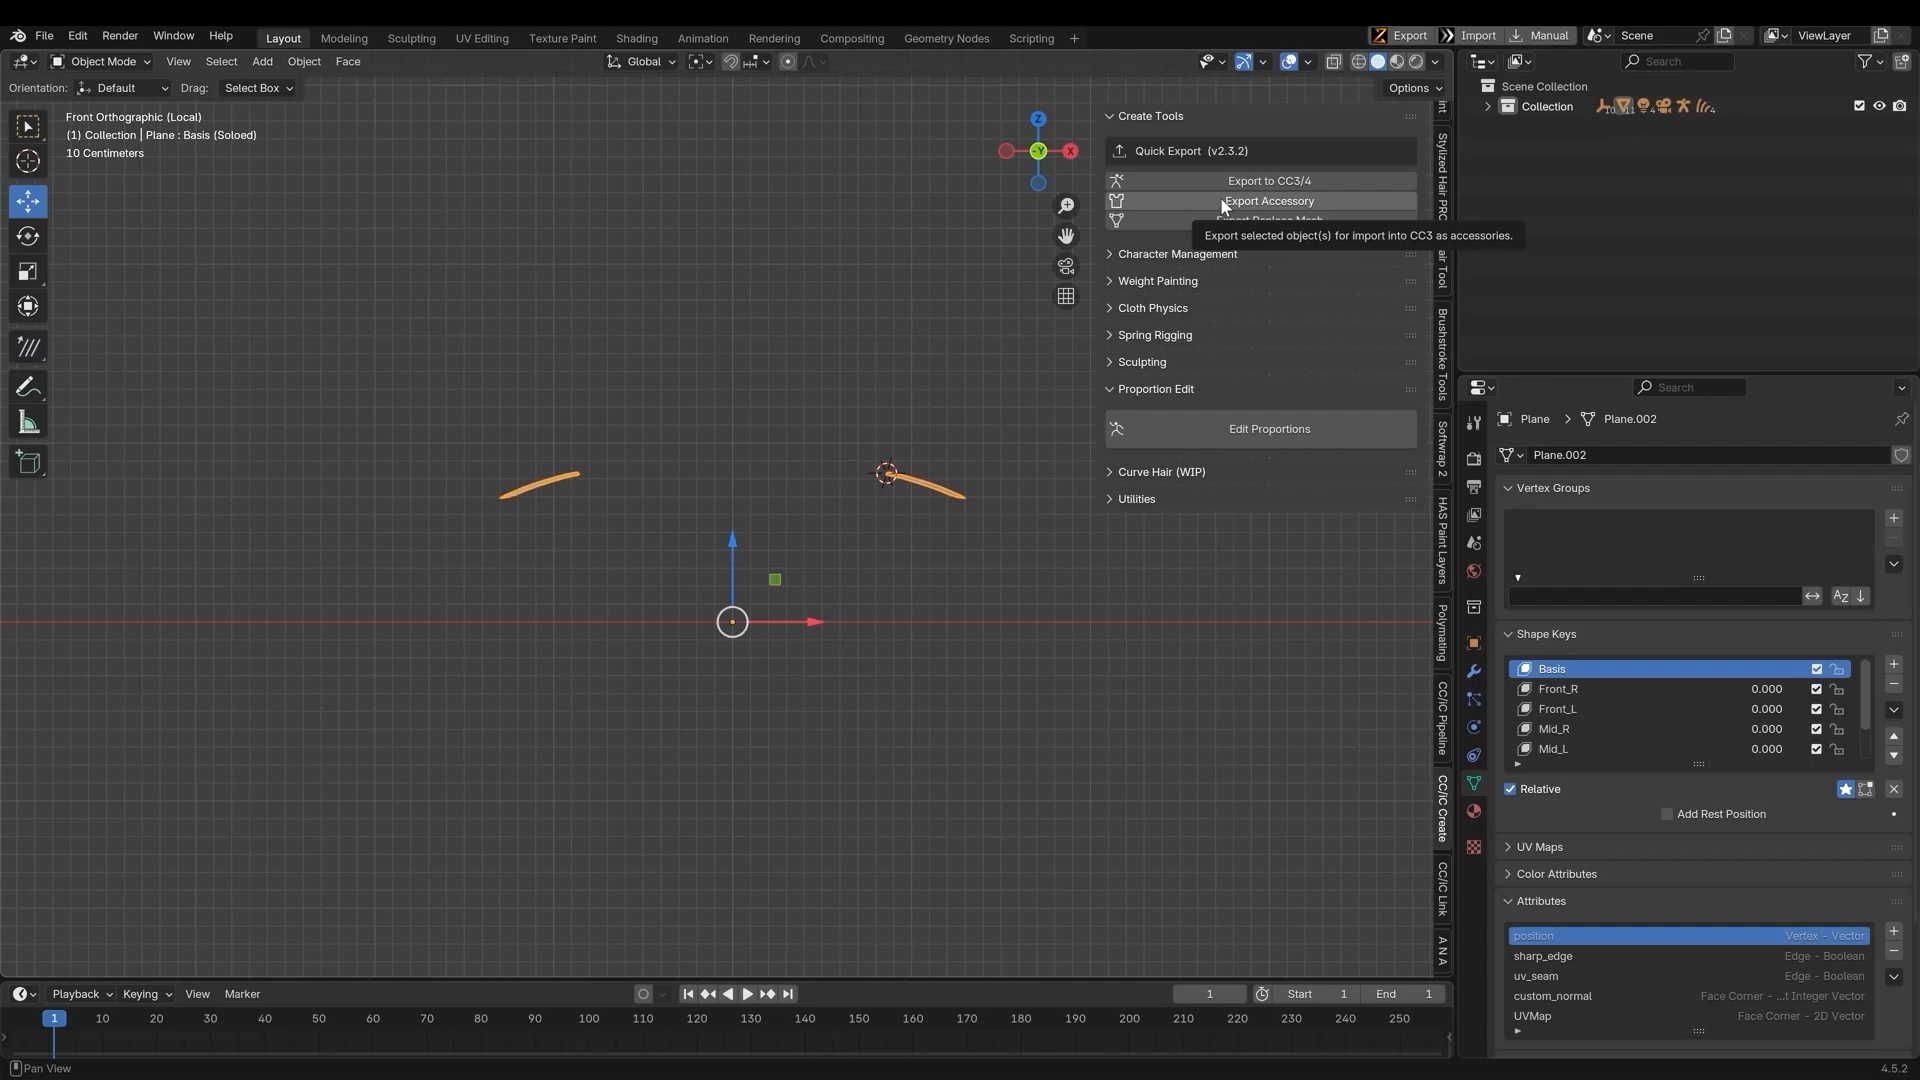 File Edit Render Window Help Layout Modeling Sculpting UV Editing Texture Paint Shading Animation Rendering Compositing Geometry Nodes Scripting + Export Import Manual Scene ViewLayer
Object Mode View Select Add Object Face Global Search
Orientation: Default Drag: Select Box Options
Front Orthographic (Local)
(1) Collection | Plane : Basis (Soloed)
10 Centimeters
Z
-Y
X
Create Tools
Quick Export (v2.3.2)
Export to CC3/4
Export Accessory
Export selected object(s) for import into CC3 as accessories.
Character Management
Weight Painting
Cloth Physics
Spring Rigging
Sculpting
Proportion Edit
Edit Proportions
Curve Hair (WIP)
Utilities
Stylized Hair PRO
air Tool
Brushstroke Tools
Softwrap 2
HAS Paint Layers
Polymating
CC/iC Pipeline
CC/iC Create
CC/iC Link
A N A
Scene Collection
Collection
Search
Plane > Plane.002
Plane.002
Vertex Groups
Shape Keys
Basis
Front_R 0.000
Front_L 0.000
Mid_R 0.000
Mid_L 0.000
Relative
Add Rest Position
UV Maps
Color Attributes
Attributes
position Vertex - Vector
sharp_edge Edge - Boolean
uv_seam Edge - Boolean
custom_normal Face Corner - ...t Integer Vector
UVMap Face Corner - 2D Vector
Playback Keying View Marker 1 Start 1 End 1
1 10 20 30 40 50 60 70 80 90 100 110 120 130 140 150 160 170 180 190 200 210 220 230 240 250
Pan View 4.5.2